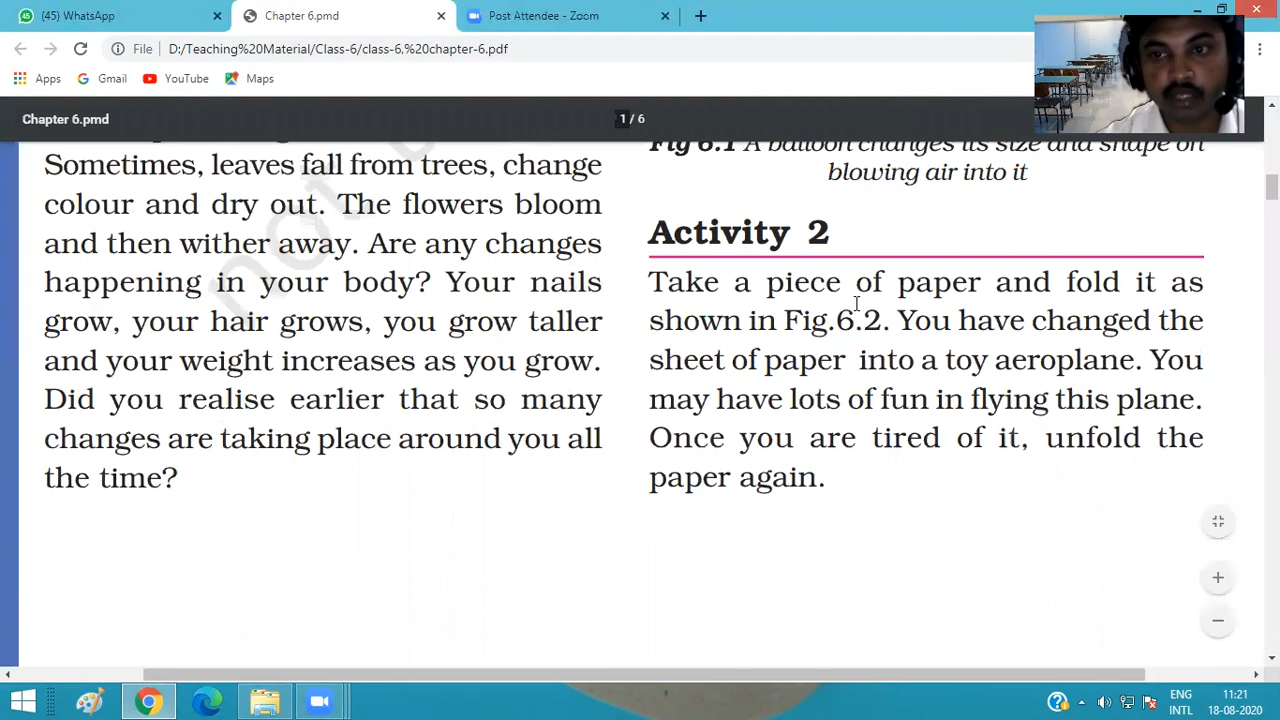 (45) WhatsApp
Chapter 6.pmd
Post Attendee - Zoom
File
D:/Teaching%20Material/Class-6/class-6,%20chapter-6.pdf
Apps
Gmail
YouTube
Maps
Chapter 6.pmd
1 / 6
Sometimes, leaves fall from trees, change
colour and dry out. The flowers bloom
and then wither away. Are any changes
happening in your body? Your nails
grow, your hair grows, you grow taller
and your weight increases as you grow.
Did you realise earlier that so many
changes are taking place around you all
the time?
not
Fig 6.1 A balloon changes its size and shape on
blowing air into it
Activity 2
Take a piece of paper and fold it as
shown in Fig.6.2. You have changed the
sheet of paper into a toy aeroplane. You
may have lots of fun in flying this plane.
Once you are tired of it, unfold the
paper again.
ENG
INTL
11:21
18-08-2020